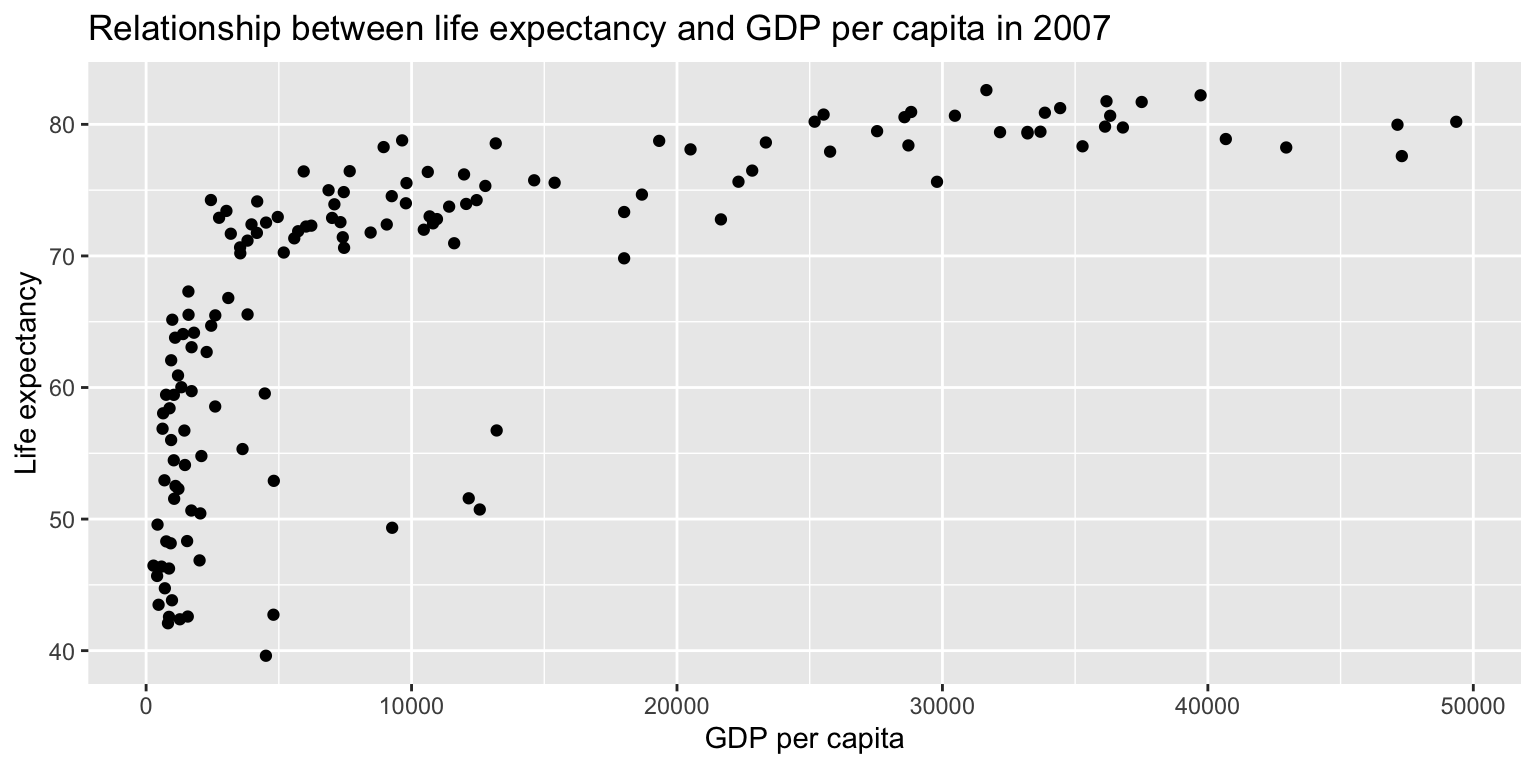 Relationship between life expectancy and GDP per capita in 2007
80
70
60
50
40
Life expectancy
0 10000 20000 30000 40000 50000
GDP per capita